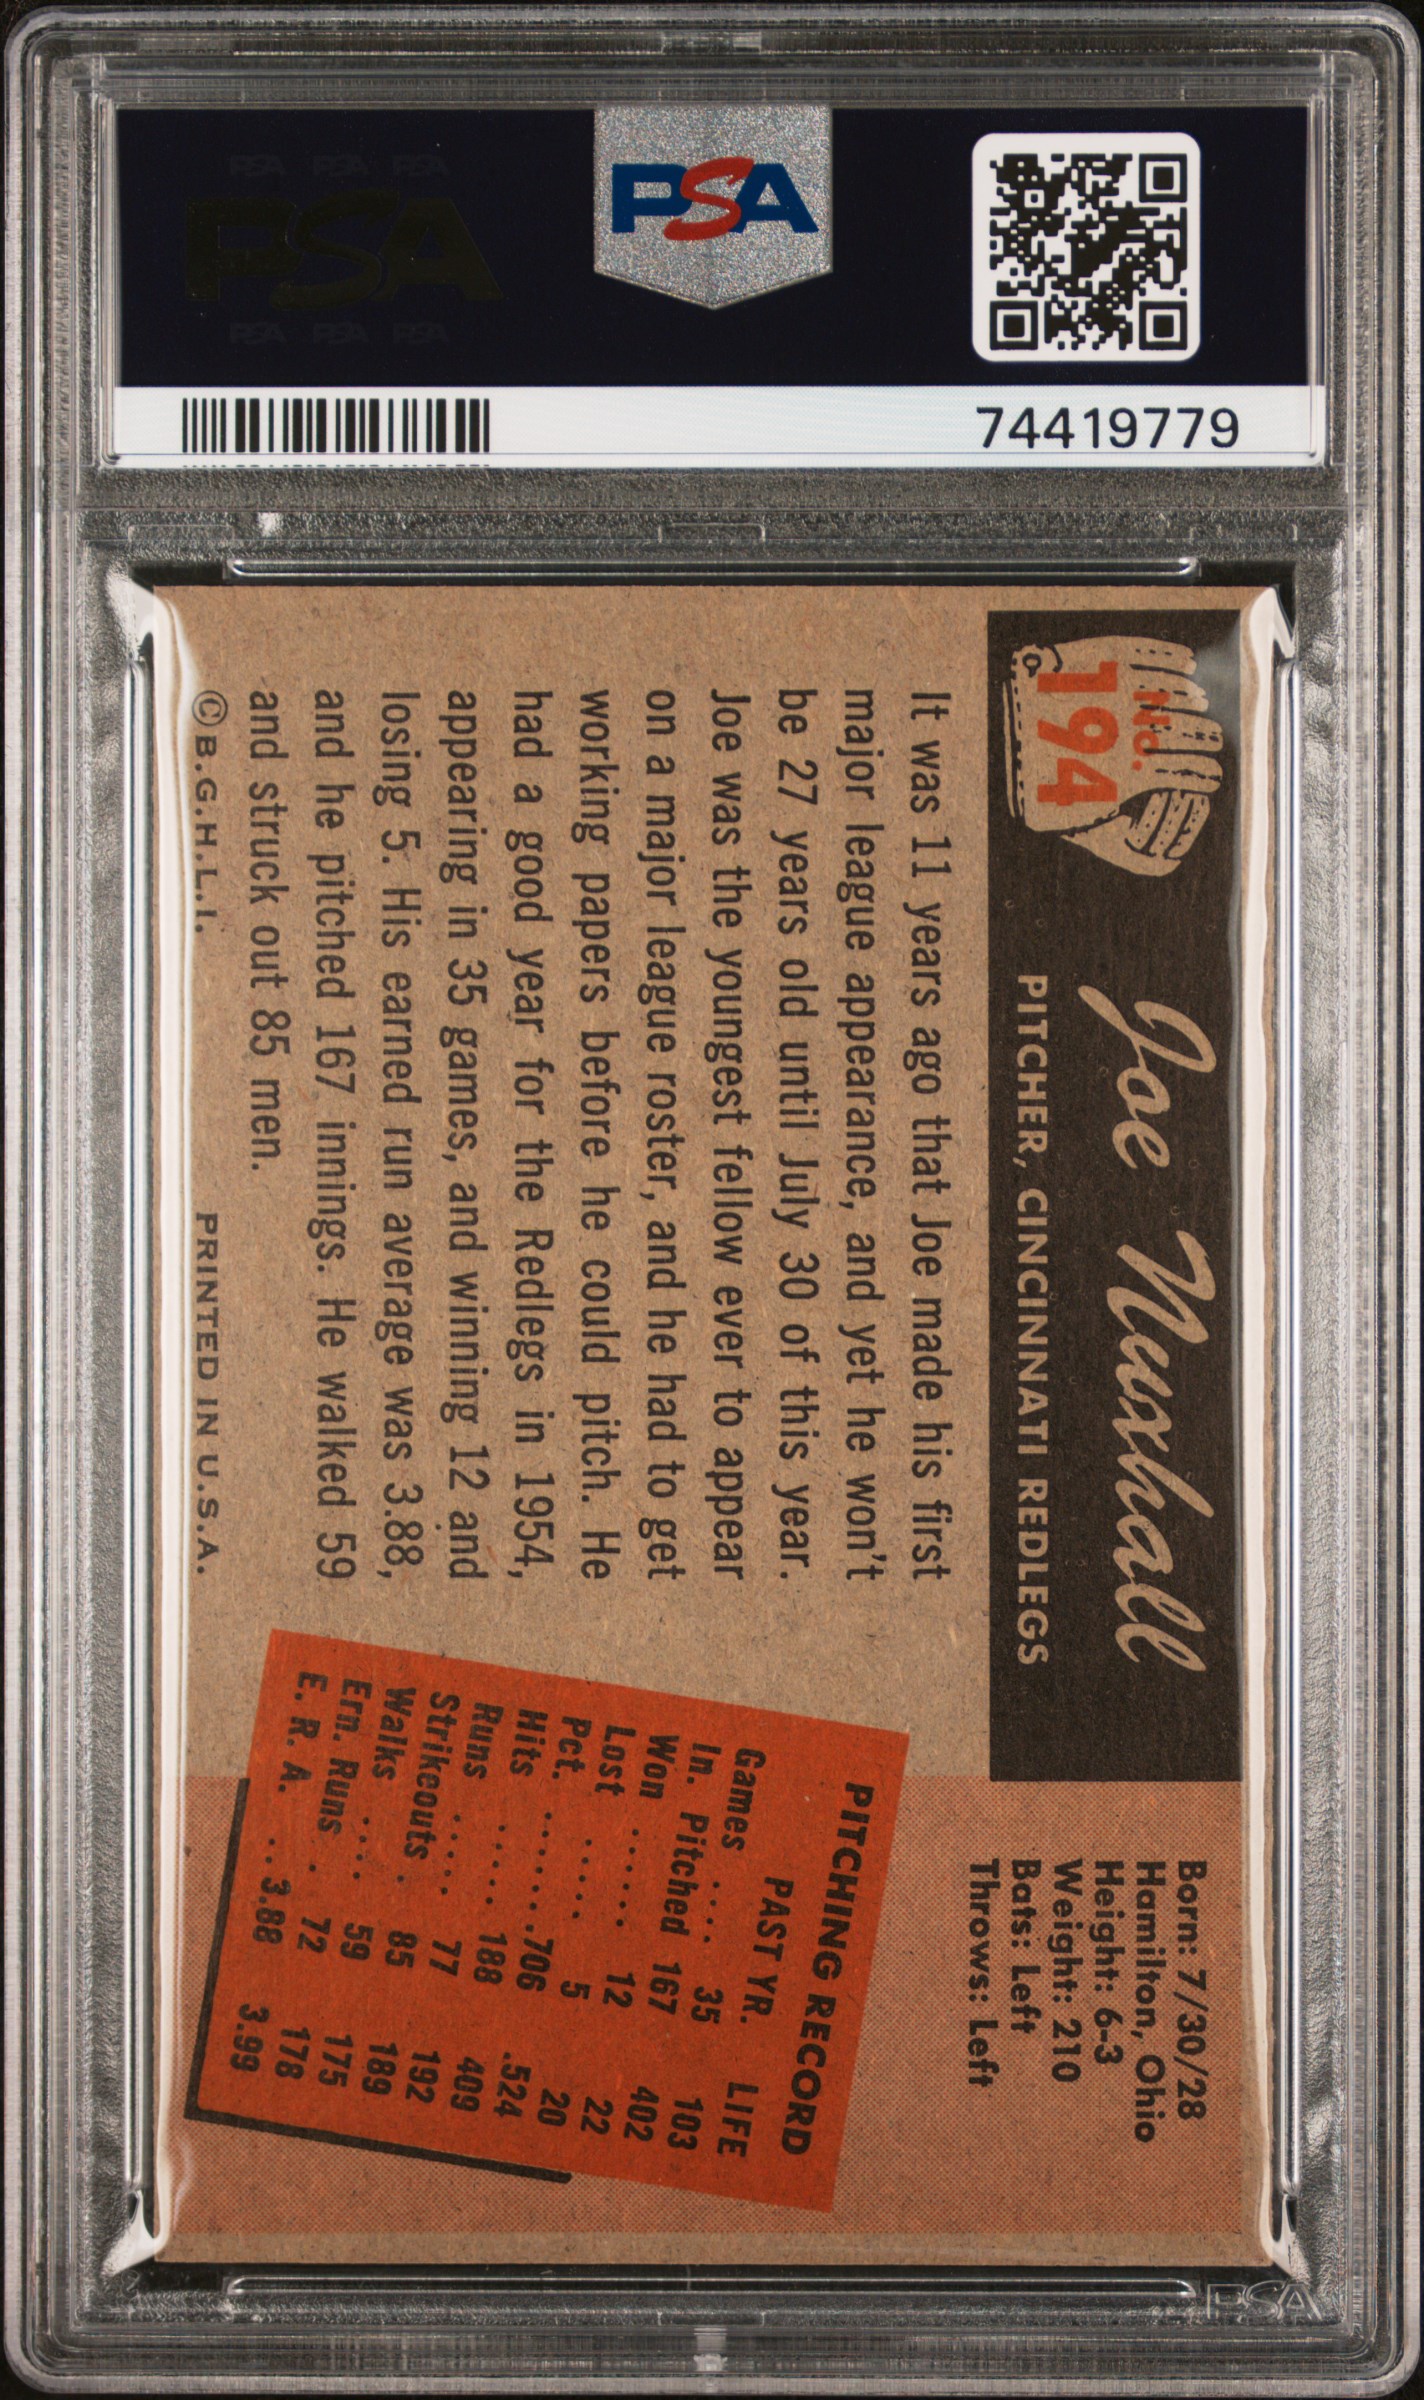 PSA PSA PSA
PSA
PSA PSA PSA
PSA
74419779
NO.
194
Joe Nuxhall
PITCHER, CINCINNATI REDLEGS
Born: 7/30/28
Hamilton, Ohio
Height: 6-3
Weight: 210
Bats: Left
Throws: Left
It was 11 years ago that Joe made his first
major league appearance, and yet he won't
be 27 years old until July 30 of this year.
Joe was the youngest fellow ever to appear
on a major league roster, and he had to get
working papers before he could pitch. He
had a good year for the Redlegs in 1954,
appearing in 35 games, and winning 12 and
losing 5. His earned run average was 3.88,
and he pitched 167 innings. He walked 59
and struck out 85 men.
©B.G.H.L.I. PRINTED IN U.S.A.
PITCHING RECORD
PAST YR. LIFE
Games .... 35 103
In. Pitched 167 402
Won ...... 12 22
Lost ..... 5 20
Pct. .......706 .524
Hits ...... 188 409
Runs ..... 77 192
Strikeouts . 85 189
Walks .... 59 175
Ern. Runs . 72 178
E. R. A. ...3.88 3.99
PSA